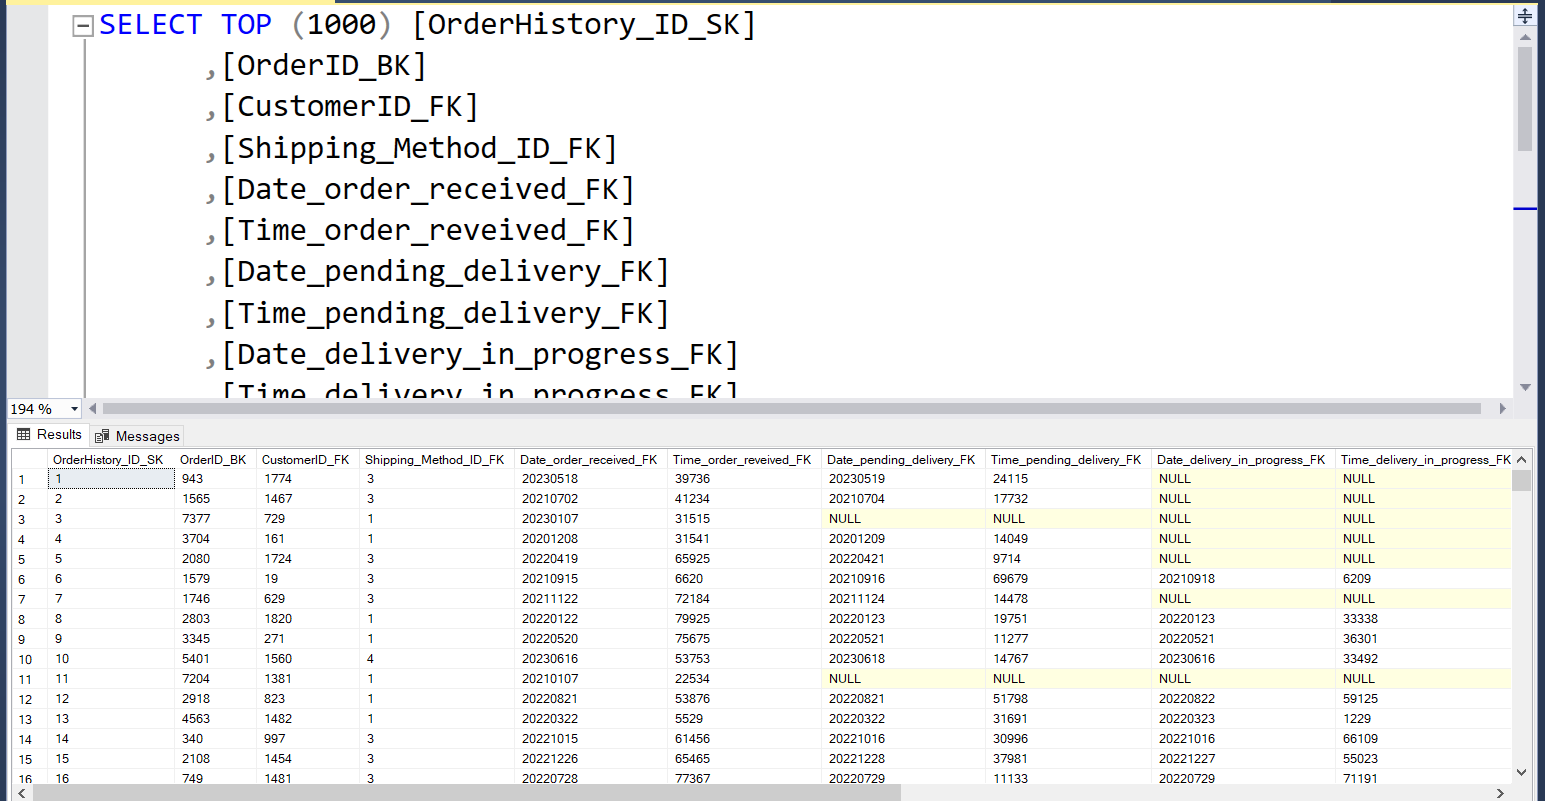 SELECT TOP (1000) [OrderHistory_ID_SK]
,[OrderID_BK]
,[CustomerID_FK]
,[Shipping_Method_ID_FK]
,[Date_order_received_FK]
,[Time_order_reveived_FK]
,[Date_pending_delivery_FK]
,[Time_pending_delivery_FK]
,[Date_delivery_in_progress_FK]
[Time_delivery_in_progress_FK]
194 %
Results Messages
OrderHistory_ID_SK OrderID_BK CustomerID_FK Shipping_Method_ID_FK Date_order_received_FK Time_order_reveived_FK Date_pending_delivery_FK Time_pending_delivery_FK Date_delivery_in_progress_FK Time_delivery_in_progress_FK
1 1 943 1774 3 20230518 39736 20230519 24115 NULL NULL
2 2 1565 1467 3 20210702 41234 20210704 17732 NULL NULL
3 3 7377 729 1 20230107 31515 NULL NULL NULL NULL
4 4 3704 161 1 20201208 31541 20201209 14049 NULL NULL
5 5 2080 1724 3 20220419 65925 20220421 9714 NULL NULL
6 6 1579 19 3 20210915 6620 20210916 69679 20210918 6209
7 7 1746 629 3 20211122 72184 20211124 14478 NULL NULL
8 8 2803 1820 1 20220122 79925 20220123 19751 20220123 33338
9 9 3345 271 1 20220520 75675 20220521 11277 20220521 36301
10 10 5401 1560 4 20230616 53753 20230618 14767 20230616 33492
11 11 7204 1381 1 20210107 22534 NULL NULL NULL NULL
12 12 2918 823 1 20220821 53876 20220821 51798 20220822 59125
13 13 4563 1482 1 20220322 5529 20220322 31691 20220323 1229
14 14 340 997 3 20221015 61456 20221016 30996 20221016 66109
15 15 2108 1454 3 20221226 65465 20221228 37981 20221227 55023
16 16 749 1481 3 20220728 77367 20220729 11133 20220729 71191